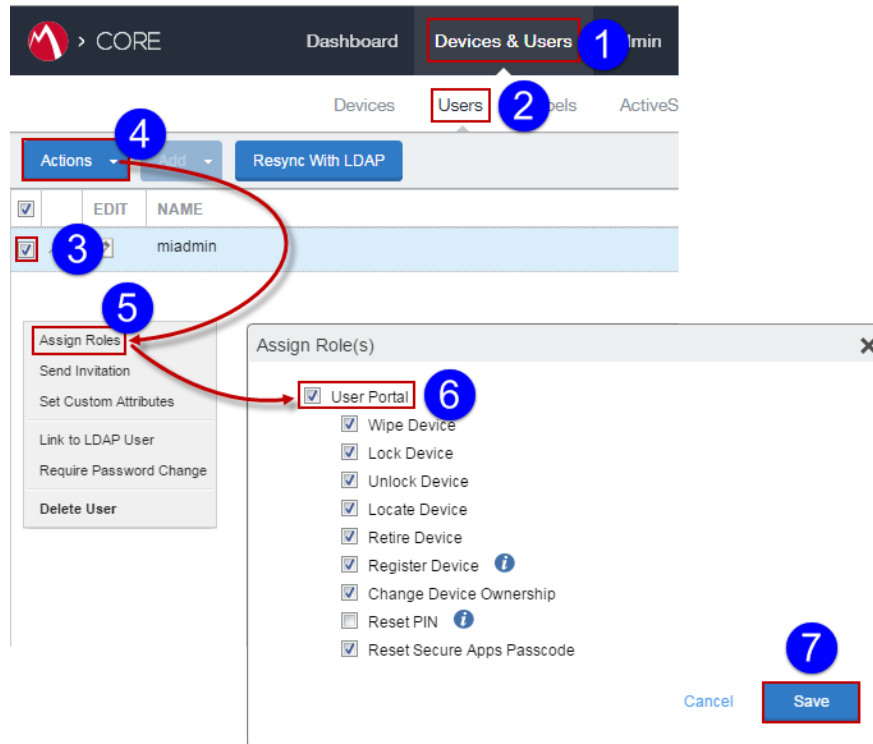 > CORE Dashboard Devices & Users 1 dmin
Devices Users 2 bels ActiveS
4
Actions Add Resync With LDAP
EDIT NAME
3 miadmin
5
Assign Roles
Send Invitation
Set Custom Attributes
Link to LDAP User
Require Password Change
Delete User
Assign Role(s)
User Portal 6
Wipe Device
Lock Device
Unlock Device
Locate Device
Retire Device
Register Device i
Change Device Ownership
Reset PIN i
Reset Secure Apps Passcode
7
Cancel Save